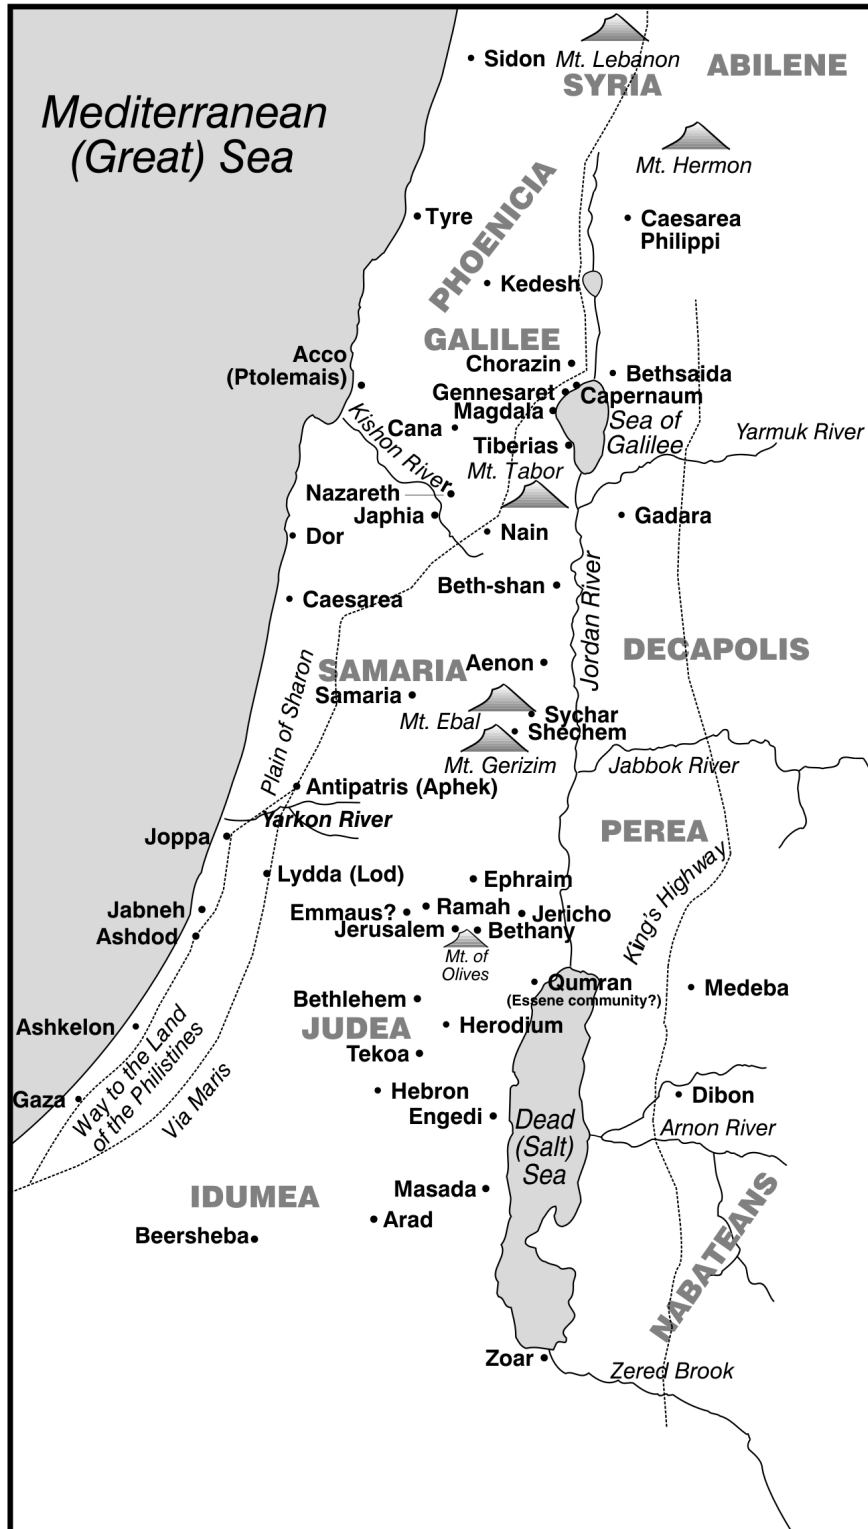 Sidon
Mt. Lebanon
SYRIA
ABILENE
Mediterranean
(Great) Sea
Mt. Hermon
Tyre
PHOENICIA
Caesarea
Philippi
Kedesh
GALILEE
Acco
(Ptolemais)
Chorazin
Bethsaida
Gennesaret
Capernaum
Magdala
Kishon River
Cana
Sea of
Galilee
Yarmuk River
Tiberias
Mt. Tabor
Nazareth
Japhia
Gadara
Dor
Nain
Beth-shan
Jordan River
Caesarea
DECAPOLIS
Plain of Sharon
SAMARIA
Aenon
Samaria
Mt. Ebal
Sychar
Shechem
Mt. Gerizim
Jabbok River
Antipatris (Aphek)
Yarkon River
Joppa
PEREA
Lydda (Lod)
Ephraim
King's Highway
Jabneh
Emmaus?
Ramah
Jericho
Ashdod
Jerusalem
Bethany
Mt. of
Olives
Qumran
(Essene community?)
Medeba
Bethlehem
JUDEA
Herodium
Ashkelon
Tekoa
Way to the Land
of the Philistines
Via Maris
Gaza
Hebron
Dibon
Engedi
Dead
(Salt)
Sea
Arnon River
IDUMEA
Masada
NABATEANS
Arad
Beersheba
Zoar
Zered Brook